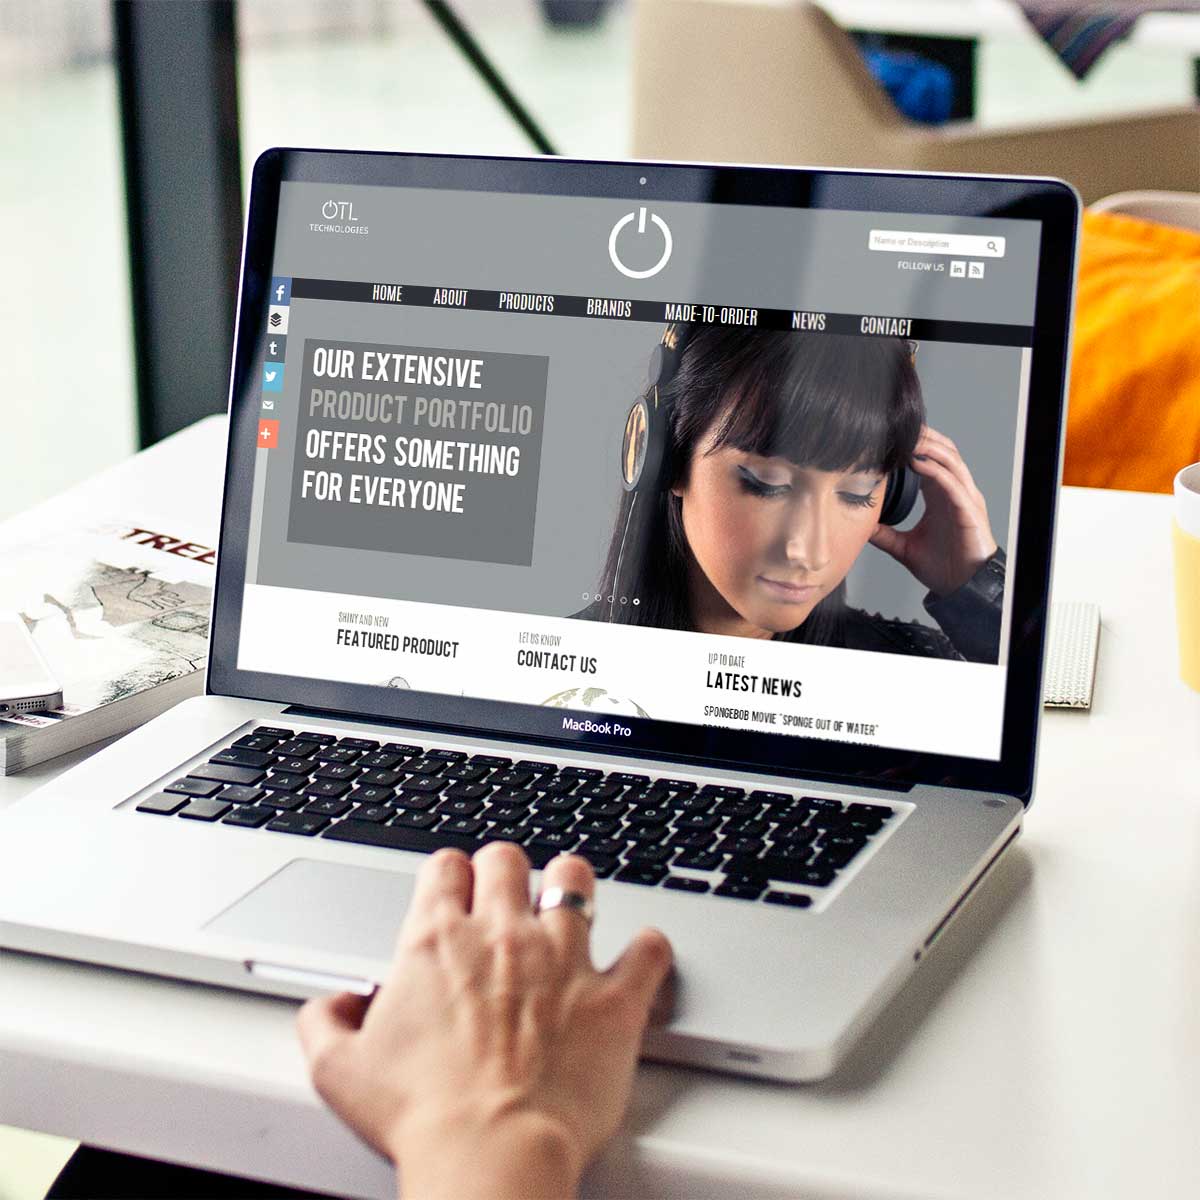 OTL
TECHNOLOGIES
Name or Description
FOLLOW US
in
HOME ABOUT PRODUCTS BRANDS MADE-TO-ORDER NEWS CONTACT
f
t
OUR EXTENSIVE
PRODUCT PORTFOLIO
OFFERS SOMETHING
FOR EVERYONE
SHINY AND NEW
FEATURED PRODUCT
LET US KNOW
CONTACT US
UP TO DATE
LATEST NEWS
SPONGEBOB MOVIE "SPONGE OUT OF WATER"
MacBook Pro